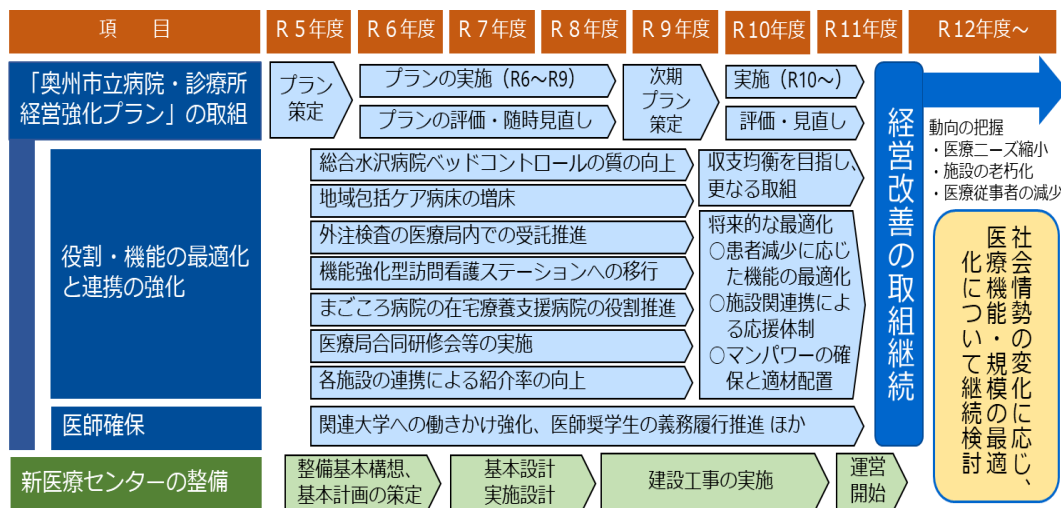 項　目
R５年度
R６年度
R７年度
R８年度
R９年度
R10年度
R11年度
R12年度～
「奥州市立病院・診療所
経営強化プラン」の取組
プラン
策定
プランの実施（R6～R9）
プランの評価・随時見直し
次期
プラン
策定
実施（R10～）
評価・見直し
経営改善の取組継続
動向の把握
・医療ニーズ縮小
・施設の老朽化
・医療従事者の減少
役割・機能の最適化
と連携の強化
総合水沢病院ベッドコントロールの質の向上
地域包括ケア病床の増床
外注検査の医療局内での受託推進
機能強化型訪問看護ステーションへの移行
まごころ病院の在宅療養支援病院の役割推進
医療局合同研修会等の実施
各施設の連携による紹介率の向上
収支均衡を目指し、
更なる取組
将来的な最適化
○患者減少に応じ
た機能の最適化
○施設間連携によ
る応援体制
○マンパワーの確
保と適材配置
社会情勢の変化に応じ、
医療機能・規模の最適
化について継続検討
医師確保
関連大学への働きかけ強化、医師奨学生の義務履行推進 ほか
新医療センターの整備
整備基本構想、
基本計画の策定
基本設計
実施設計
建設工事の実施
運営
開始